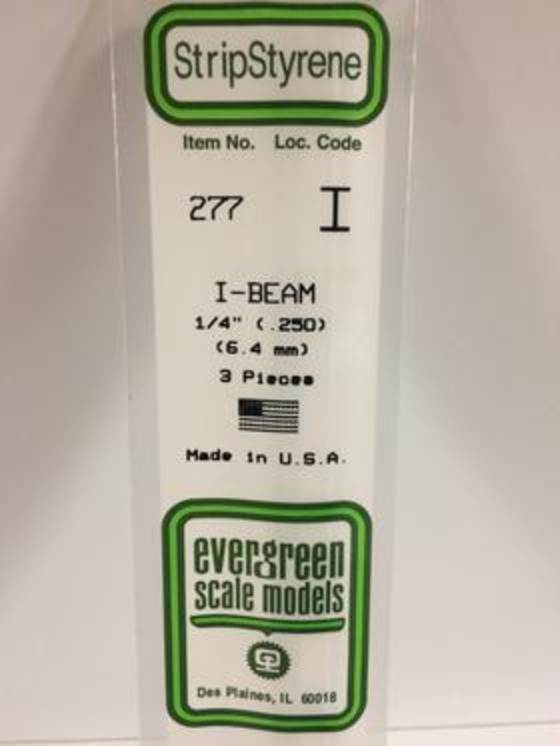 StripStyrene
Item No. Loc. Code
277 I
I-BEAM
1/4" (.250)
(6.4 mm)
3 Pieces
Made in U.S.A.
evergreen
scale models
Des Plaines, IL 60018